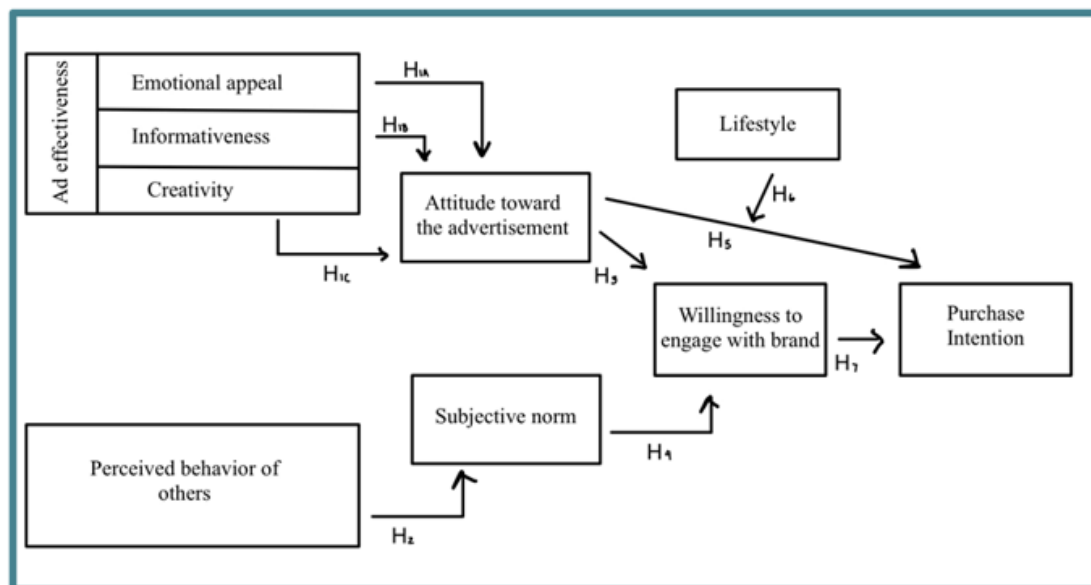 Ad effectiveness
Emotional appeal
Informativeness
Creativity
H1A
H1B
H1C
Attitude toward
the advertisement
Lifestyle
H6
H5
H3
Willingness to
engage with brand
H7
Purchase
Intention
Subjective norm
H9
Perceived behavior of
others
H2